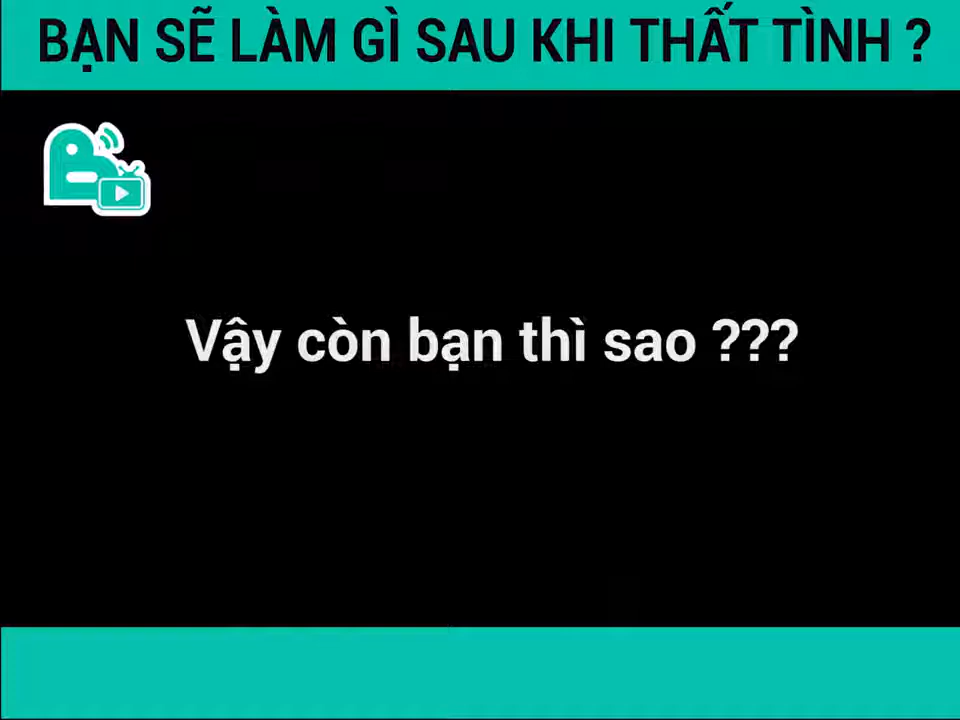 BẠN SẼ LÀM GÌ SAU KHI THẤT TÌNH ?
Vậy còn bạn thì sao ???